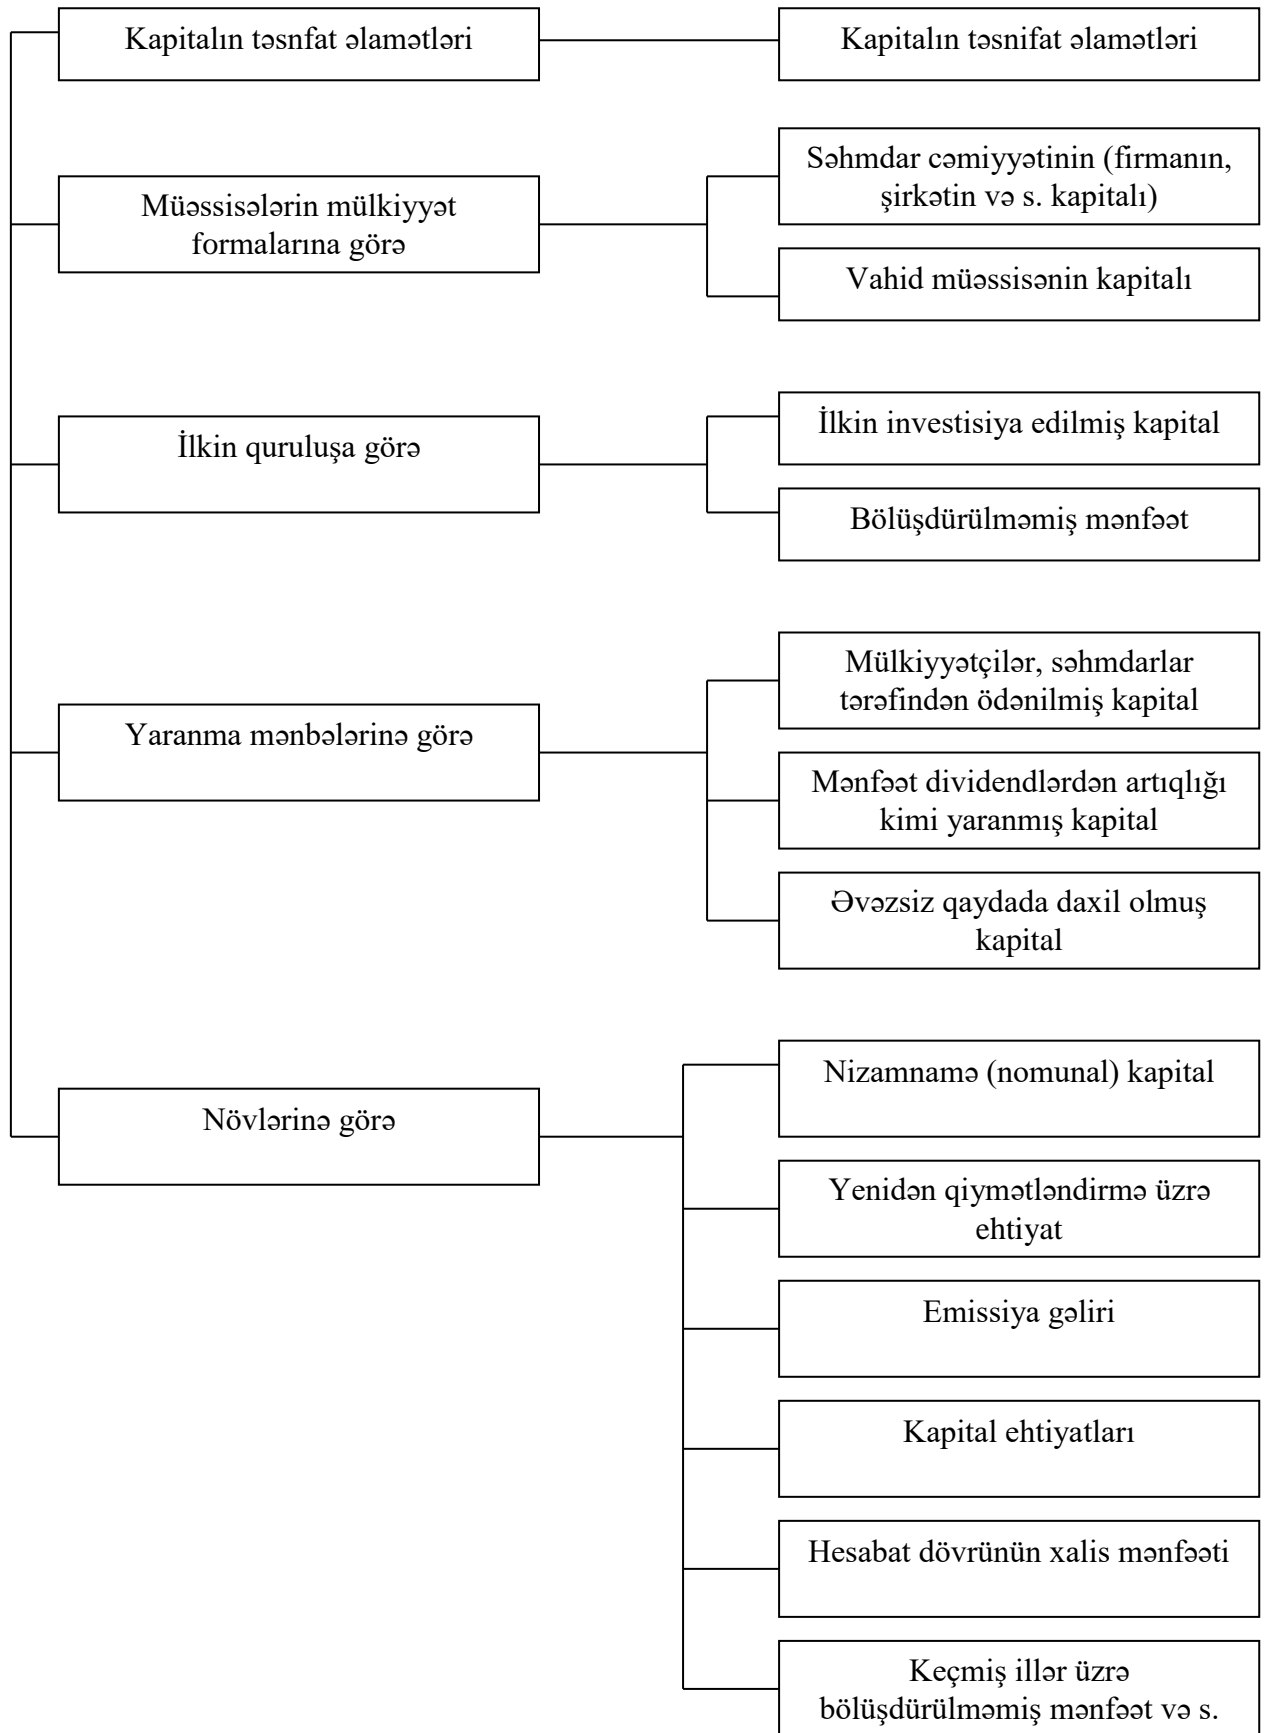 Kapitalın təsnfat əlamətləri
Kapitalın təsnifat əlamətləri
Müəssisələrin mülkiyyət
formalarına görə
Səhmdar cəmiyyətinin (firmanın,
şirkətin və s. kapitalı)
Vahid müəssisənin kapitalı
İlkin quruluşa görə
İlkin investisiya edilmiş kapital
Bölüşdürülməmiş mənfəət
Yaranma mənbələrinə görə
Mülkiyyətçilər, səhmdarlar
tərəfindən ödənilmiş kapital
Mənfəət dividendlərdən artıqlığı
kimi yaranmış kapital
Əvəzsiz qaydada daxil olmuş
kapital
Növlərinə görə
Nizamnamə (nomunal) kapital
Yenidən qiymətləndirmə üzrə
ehtiyat
Emissiya gəliri
Kapital ehtiyatları
Hesabat dövrünün xalis mənfəəti
Keçmiş illər üzrə
bölüşdürülməmiş mənfəət və s.